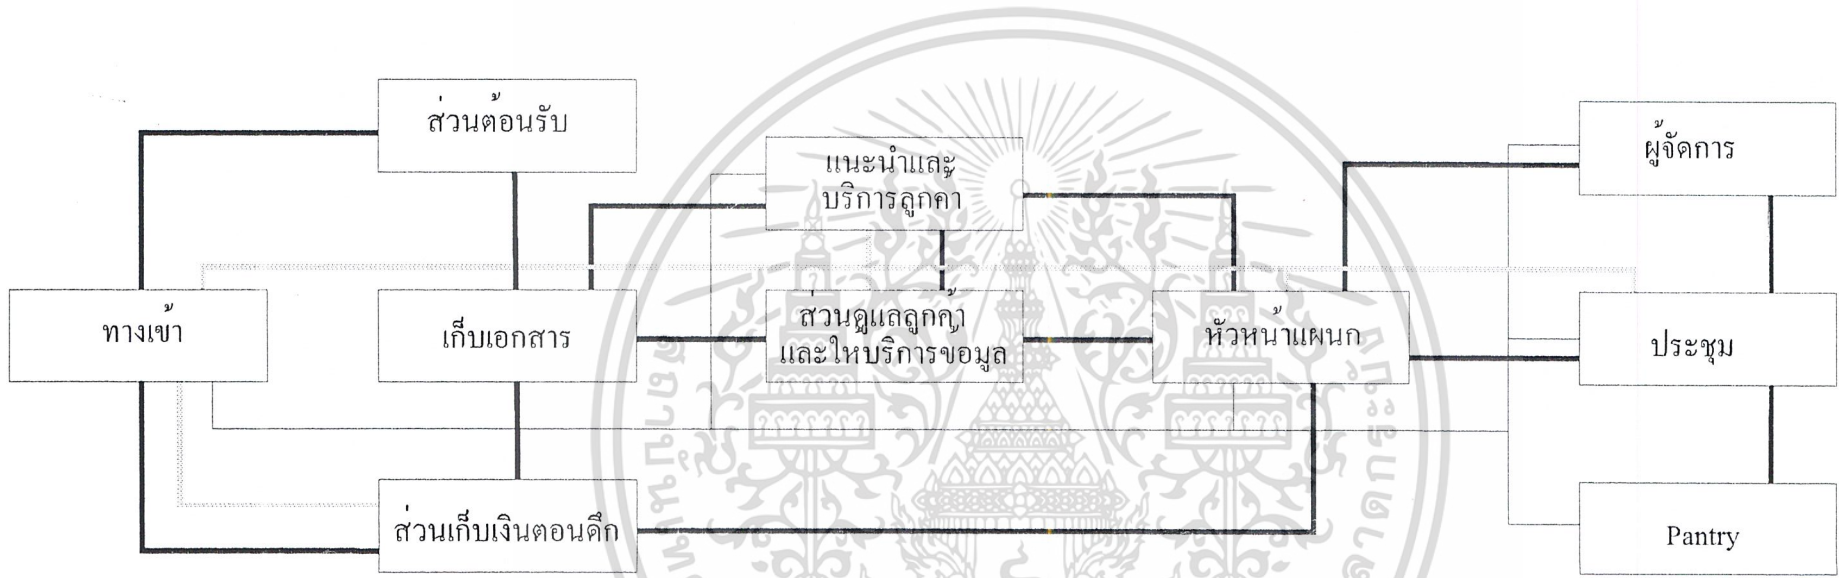 ส่วนต้อนรับ
แนะนำและ
บริการลูกค้า
ผู้จัดการ
ทางเข้า
เก็บเอกสาร
ส่วนดูแลลูกค้า
และให้บริการข้อมูล
หัวหน้าแผนก
ประชุม
ส่วนเก็บเงินตอนดึก
Pantry